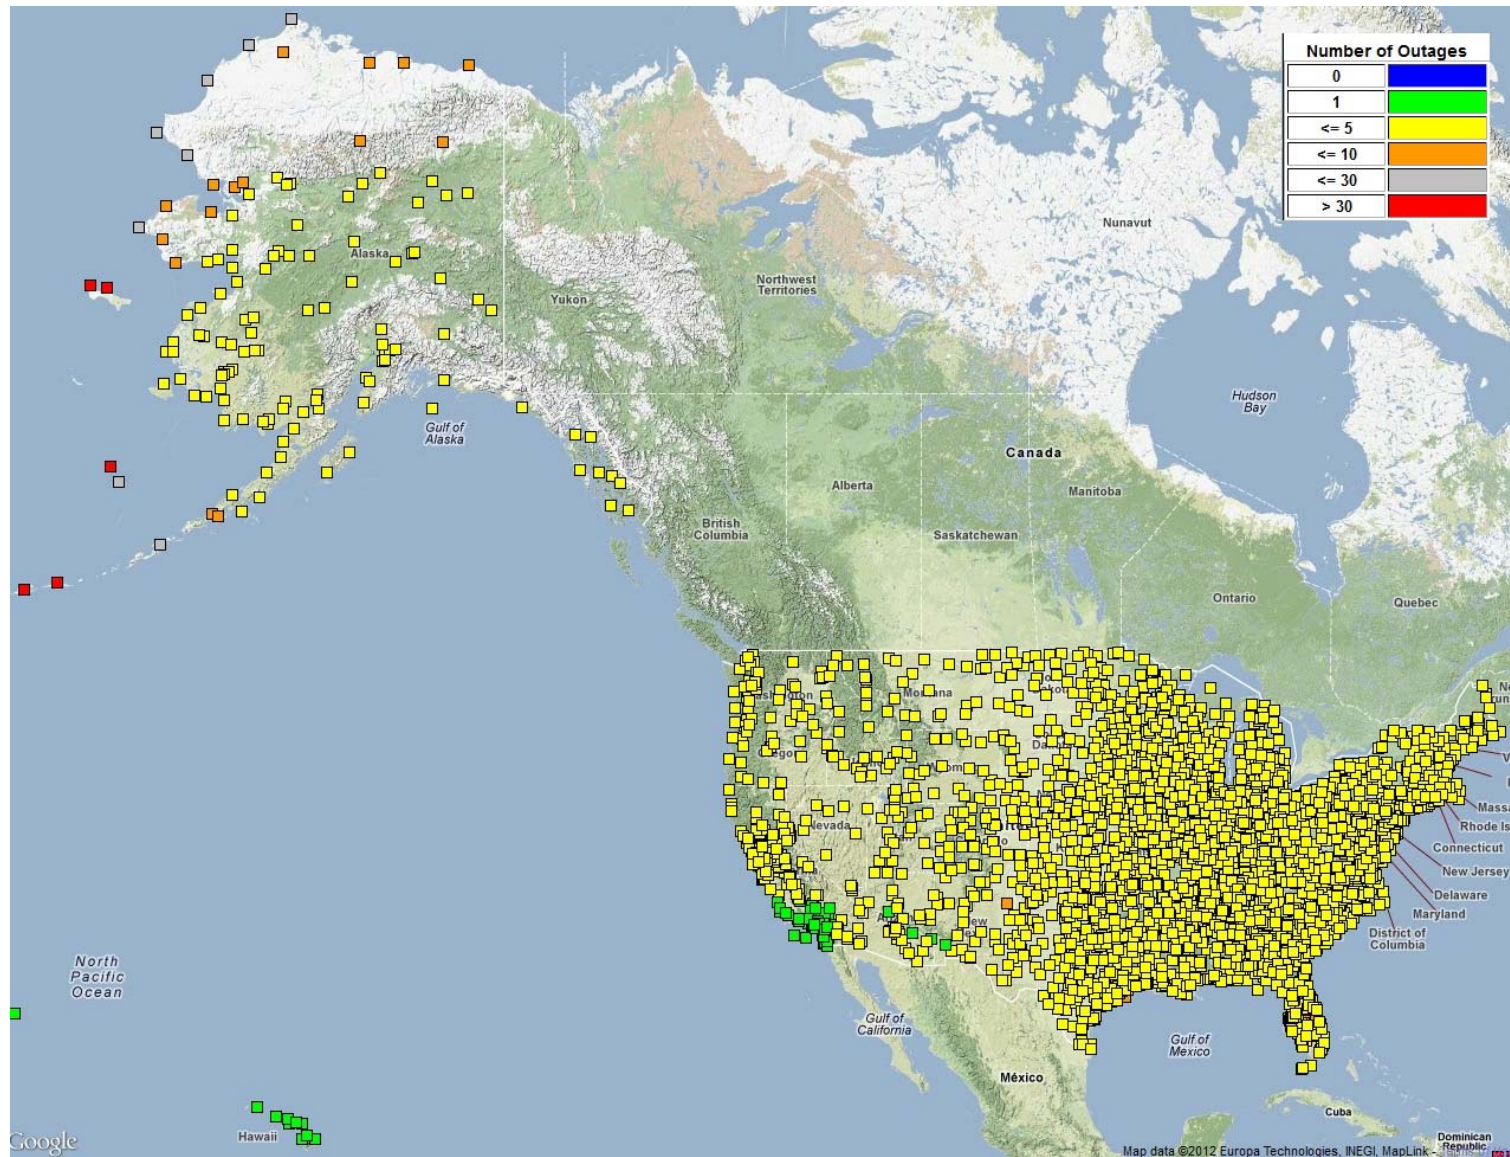 Number of Outages
0
1
<= 5
<= 10
<= 30
> 30
Nunavut
Alaska
Northwest
Territories
Yukon
Hudson
Bay
Gulf of
Alaska
Canada
Alberta
Manitoba
British
Columbia
Saskatchewan
Ontario
Quebec
Montana
Nevada
Massa
Rhode Is
Connecticut
New Jersey
Delaware
Maryland
District of
Columbia
North
Pacific
Ocean
Gulf of
California
Gulf of
Mexico
México
Cuba
Hawaii
Dominican
Republic
Google
Map data ©2012 Europa Technologies, INEGI, MapLink -